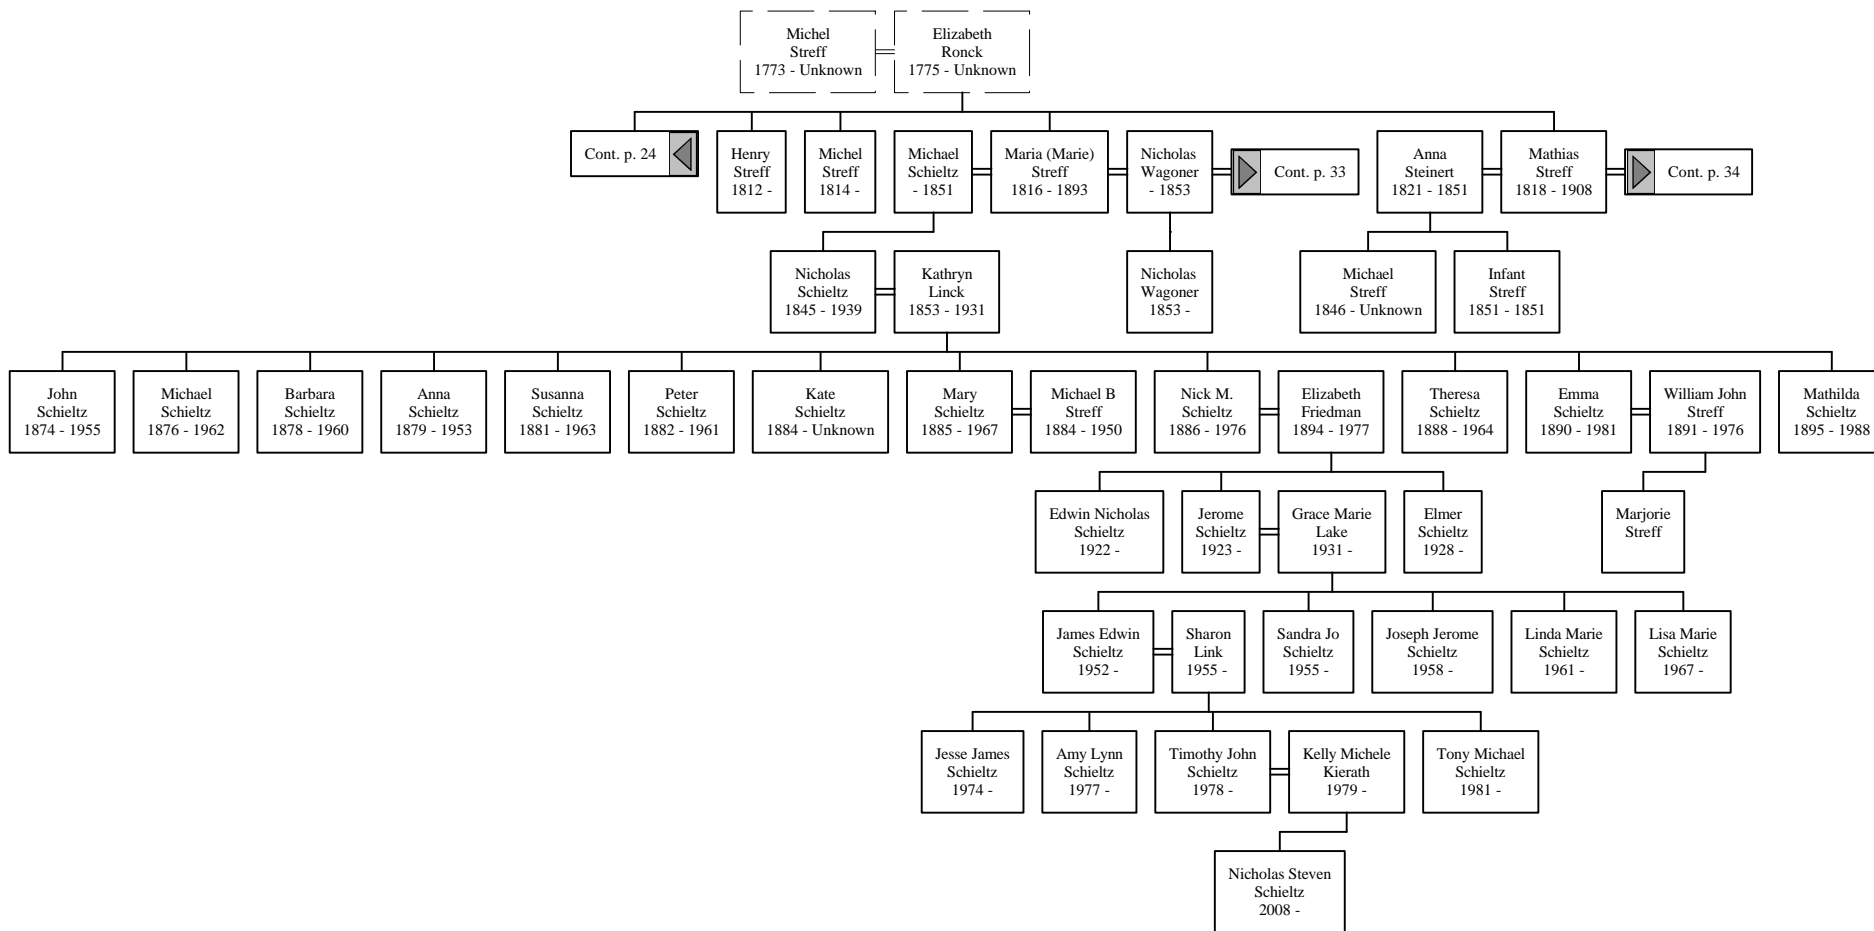 Michel
Streff
1773 - Unknown
Elizabeth
Ronck
1775 - Unknown
Cont. p. 24
Henry
Streff
1812 -
Michel
Streff
1814 -
Michael
Schieltz
- 1851
Maria (Marie)
Streff
1816 - 1893
Nicholas
Wagoner
- 1853
Cont. p. 33
Anna
Steinert
1821 - 1851
Mathias
Streff
1818 - 1908
Cont. p. 34
Nicholas
Schieltz
1845 - 1939
Kathryn
Linck
1853 - 1931
Nicholas
Wagoner
1853 -
Michael
Streff
1846 - Unknown
Infant
Streff
1851 - 1851
John
Schieltz
1874 - 1955
Michael
Schieltz
1876 - 1962
Barbara
Schieltz
1878 - 1960
Anna
Schieltz
1879 - 1953
Susanna
Schieltz
1881 - 1963
Peter
Schieltz
1882 - 1961
Kate
Schieltz
1884 - Unknown
Mary
Schieltz
1885 - 1967
Michael B
Streff
1884 - 1950
Nick M.
Schieltz
1886 - 1976
Elizabeth
Friedman
1894 - 1977
Theresa
Schieltz
1888 - 1964
Emma
Schieltz
1890 - 1981
William John
Streff
1891 - 1976
Mathilda
Schieltz
1895 - 1988
Edwin Nicholas
Schieltz
1922 -
Jerome
Schieltz
1923 -
Grace Marie
Lake
1931 -
Elmer
Schieltz
1928 -
Marjorie
Streff
James Edwin
Schieltz
1952 -
Sharon
Link
1955 -
Sandra Jo
Schieltz
1955 -
Joseph Jerome
Schieltz
1958 -
Linda Marie
Schieltz
1961 -
Lisa Marie
Schieltz
1967 -
Jesse James
Schieltz
1974 -
Amy Lynn
Schieltz
1977 -
Timothy John
Schieltz
1978 -
Kelly Michele
Kierath
1979 -
Tony Michael
Schieltz
1981 -
Nicholas Steven
Schieltz
2008 -